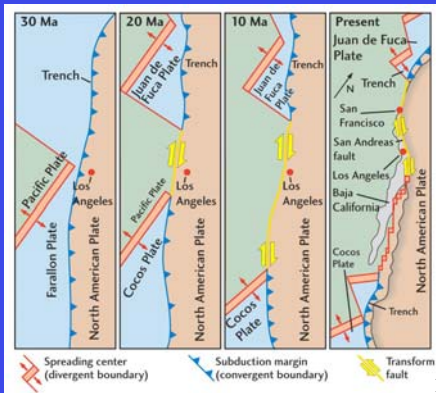 30 Ma
Trench
Pacific Plate
Los
Angeles
Farallon Plate
North American Plate
20 Ma
Juan de
Fuca Plate
Trench
Pacific Plate
Los
Angeles
Cocos Plate
North American Plate
10 Ma
Juan de
Fuca Plate
Trench
Los
Angeles
Cocos
Plate
North American Plate
Present
Juan de Fuca
Plate
Trench
N
San
Francisco
San Andreas
fault
Los Angeles
Baja
California
Cocos
Plate
Trench
North American Plate
Spreading center
(divergent boundary)
Subduction margin
(convergent boundary)
Transform
fault